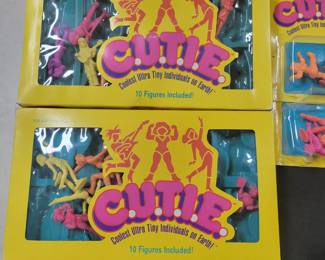 C.U.T.I.E.
Coolest Ultra Tiny Individuals on Earth!
10 Figures Included!
C.U.T.I.E.
Coolest Ultra Tiny Individuals on Earth!
10 Figures Included!